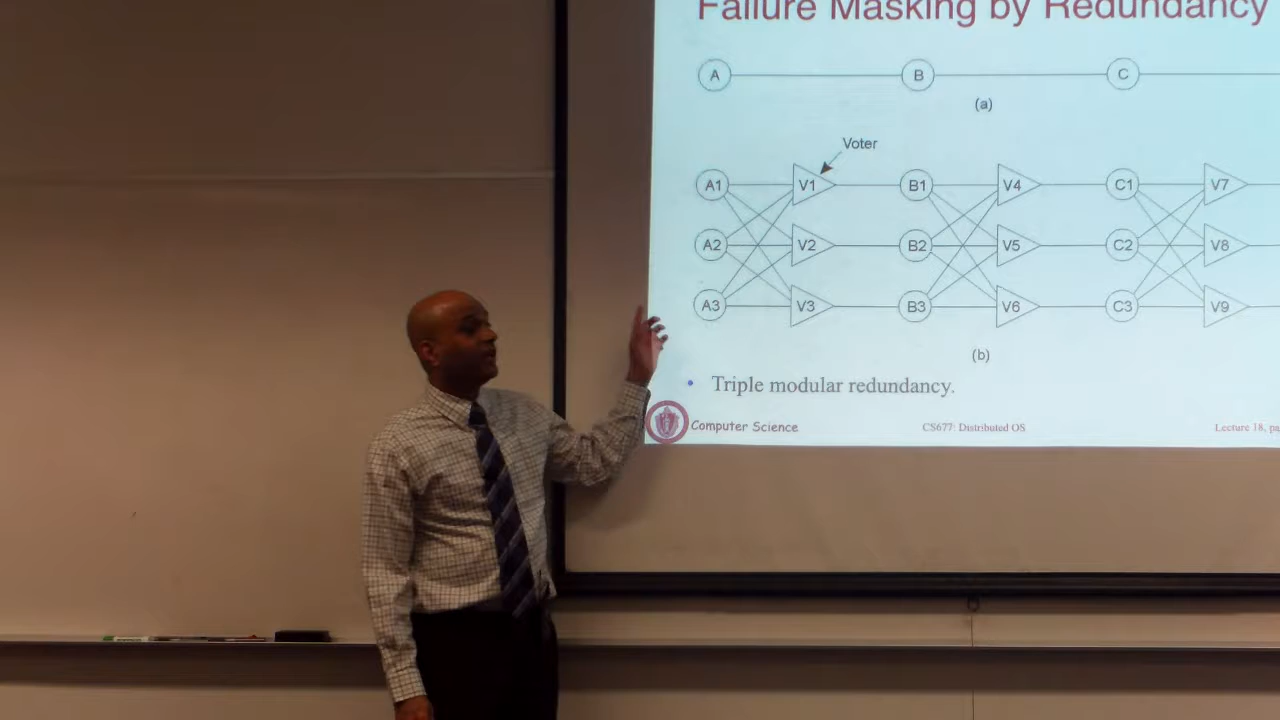 Failure Masking by Redundancy
A B C
(a)
Voter
A1 V1 B1 V4 C1 V7
A2 V2 B2 V5 C2 V8
A3 V3 B3 V6 C3 V9
(b)
• Triple modular redundancy.
Computer Science CS677: Distributed OS Lecture 18, pa